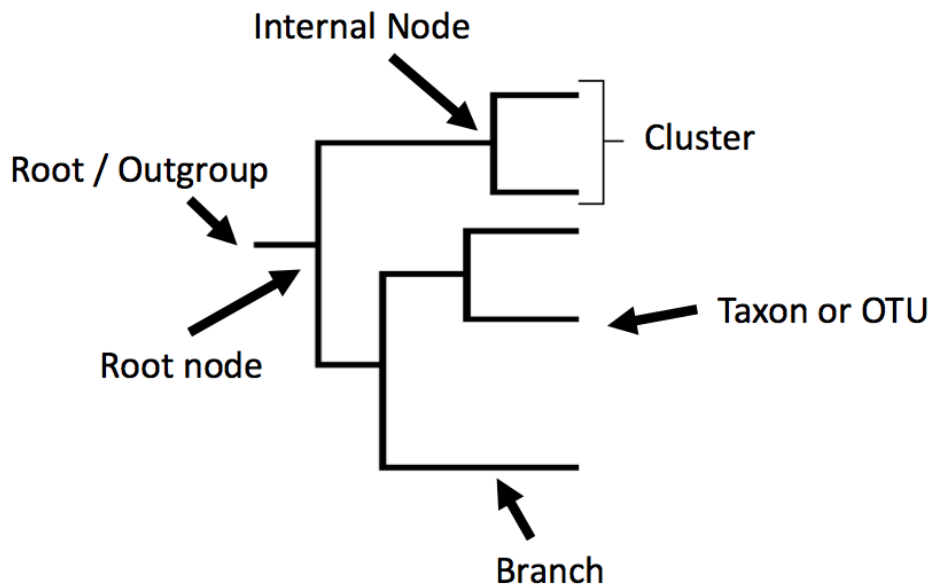 Internal Node
Cluster
Root / Outgroup
Taxon or OTU
Root node
Branch